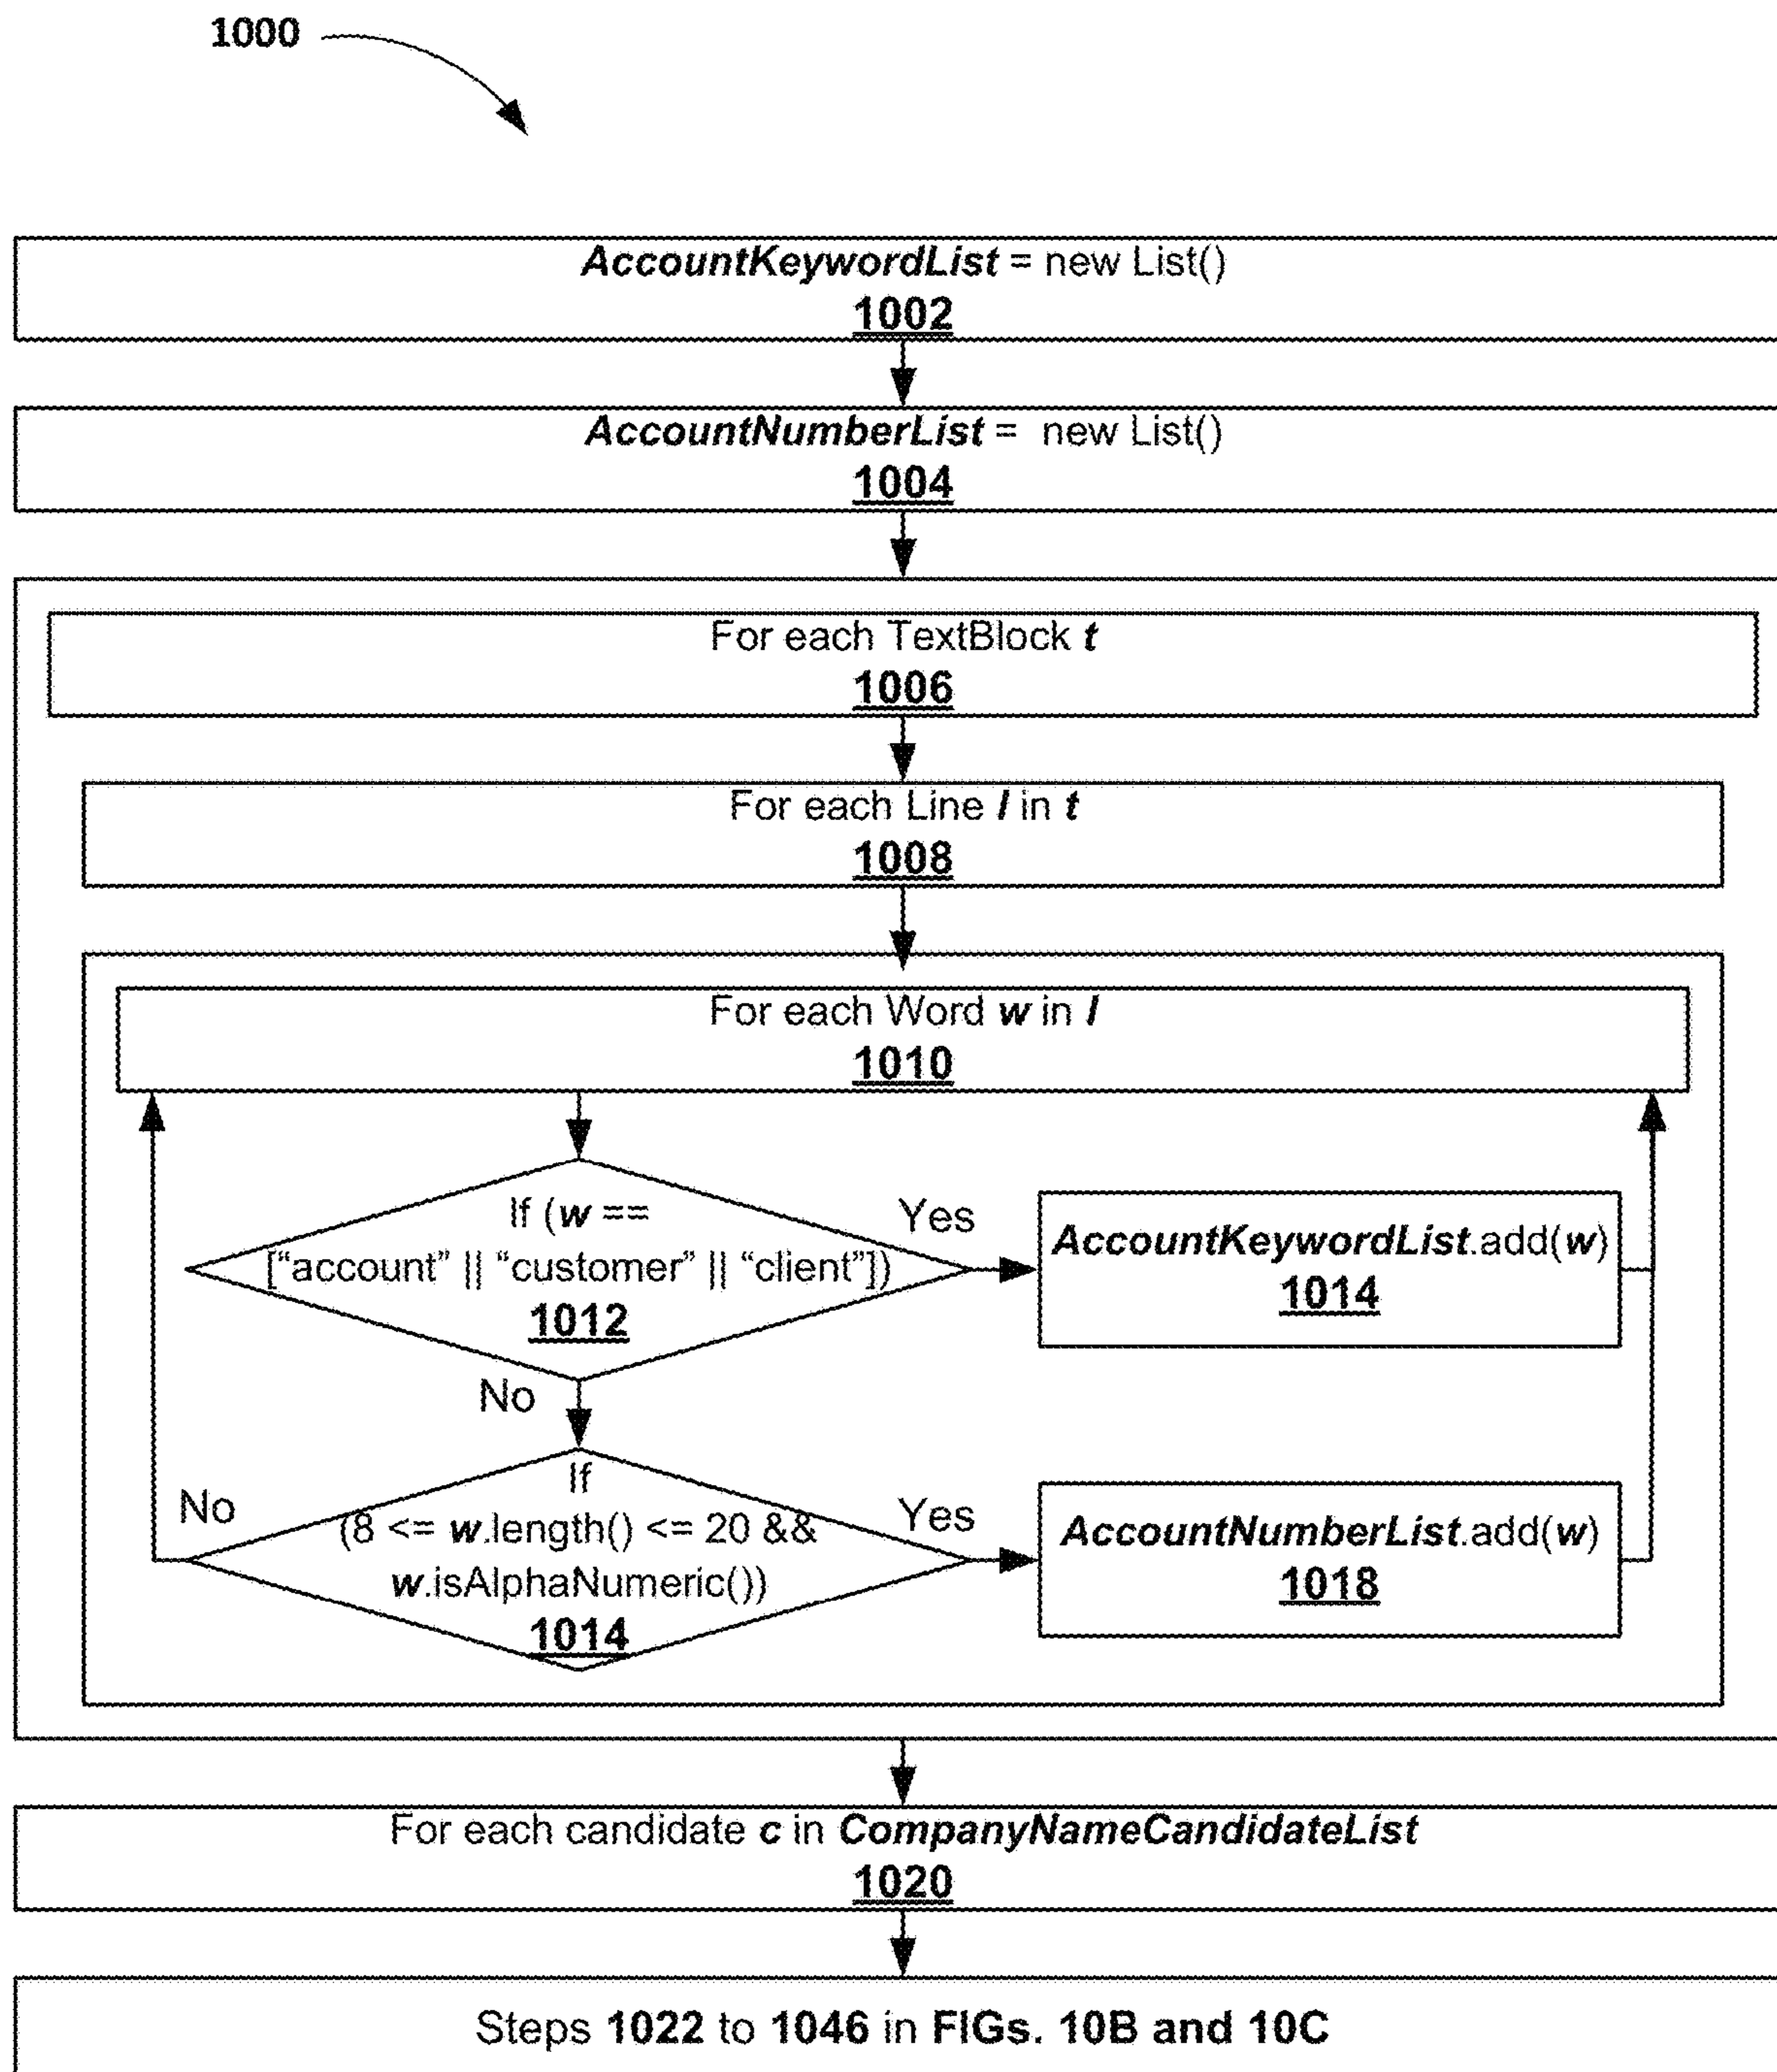 1000
AccountKeywordList = new List()
1002
AccountNumberList = new List()
1004
For each TextBlock t
1006
For each Line l in t
1008
For each Word w in l
1010
If (w ==
["account" || "customer" || "client"])
1012
Yes
AccountKeywordList.add(w)
1014
No
If
(8 <= w.length() <= 20 &&
w.isAlphaNumeric())
1014
No
Yes
AccountNumberList.add(w)
1018
For each candidate c in CompanyNameCandidateList
1020
Steps 1022 to 1046 in FIGs. 10B and 10C